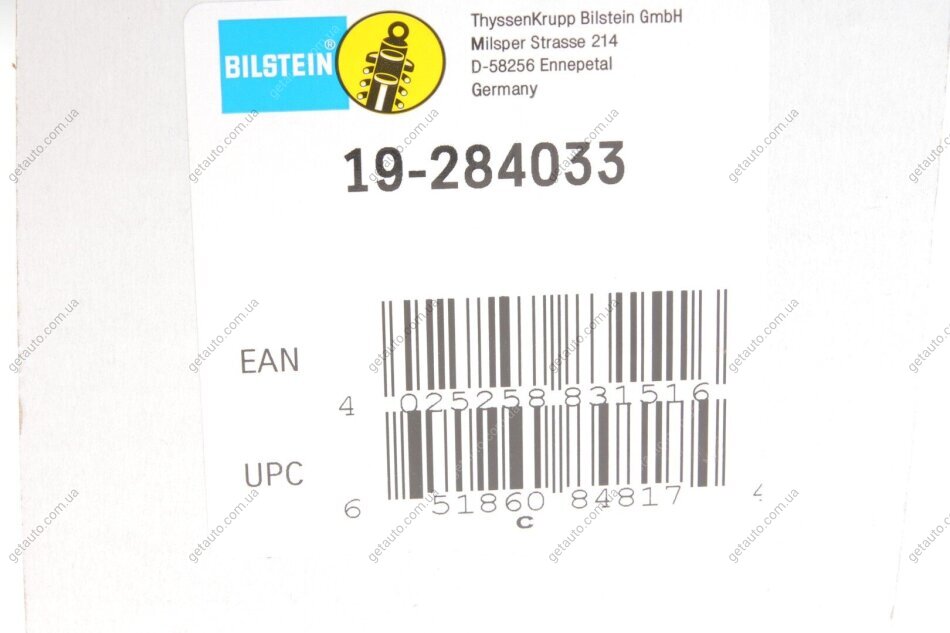 BILSTEIN®
ThyssenKrupp Bilstein GmbH
Milsper Strasse 214
D-58256 Ennepetal
Germany
19-284033
EAN
4 025258 831516
UPC
6 51860 84817 4
C
getauto.com.ua